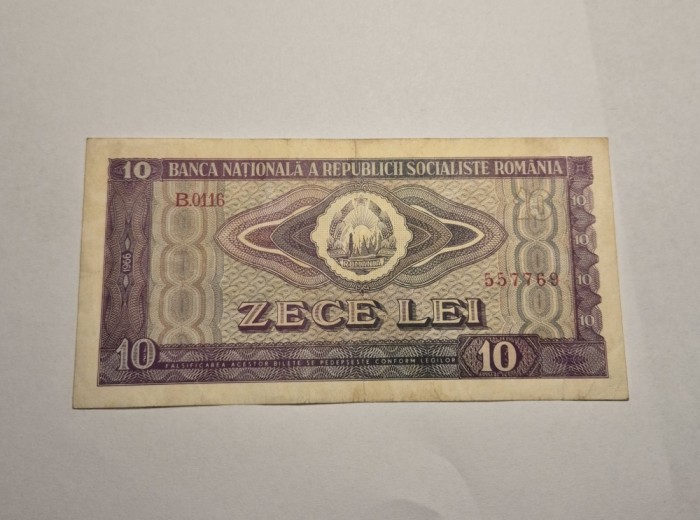 10 BANCA NAȚIONALĂ A REPUBLICII SOCIALISTE ROMÂNIA
B.0116
10
10
1966
10
557769
10
10
ZECE LEI
10
10
FALSIFICAREA ACESTOR BILETE SE PEDEPSEȘTE CONFORM LEGILOR